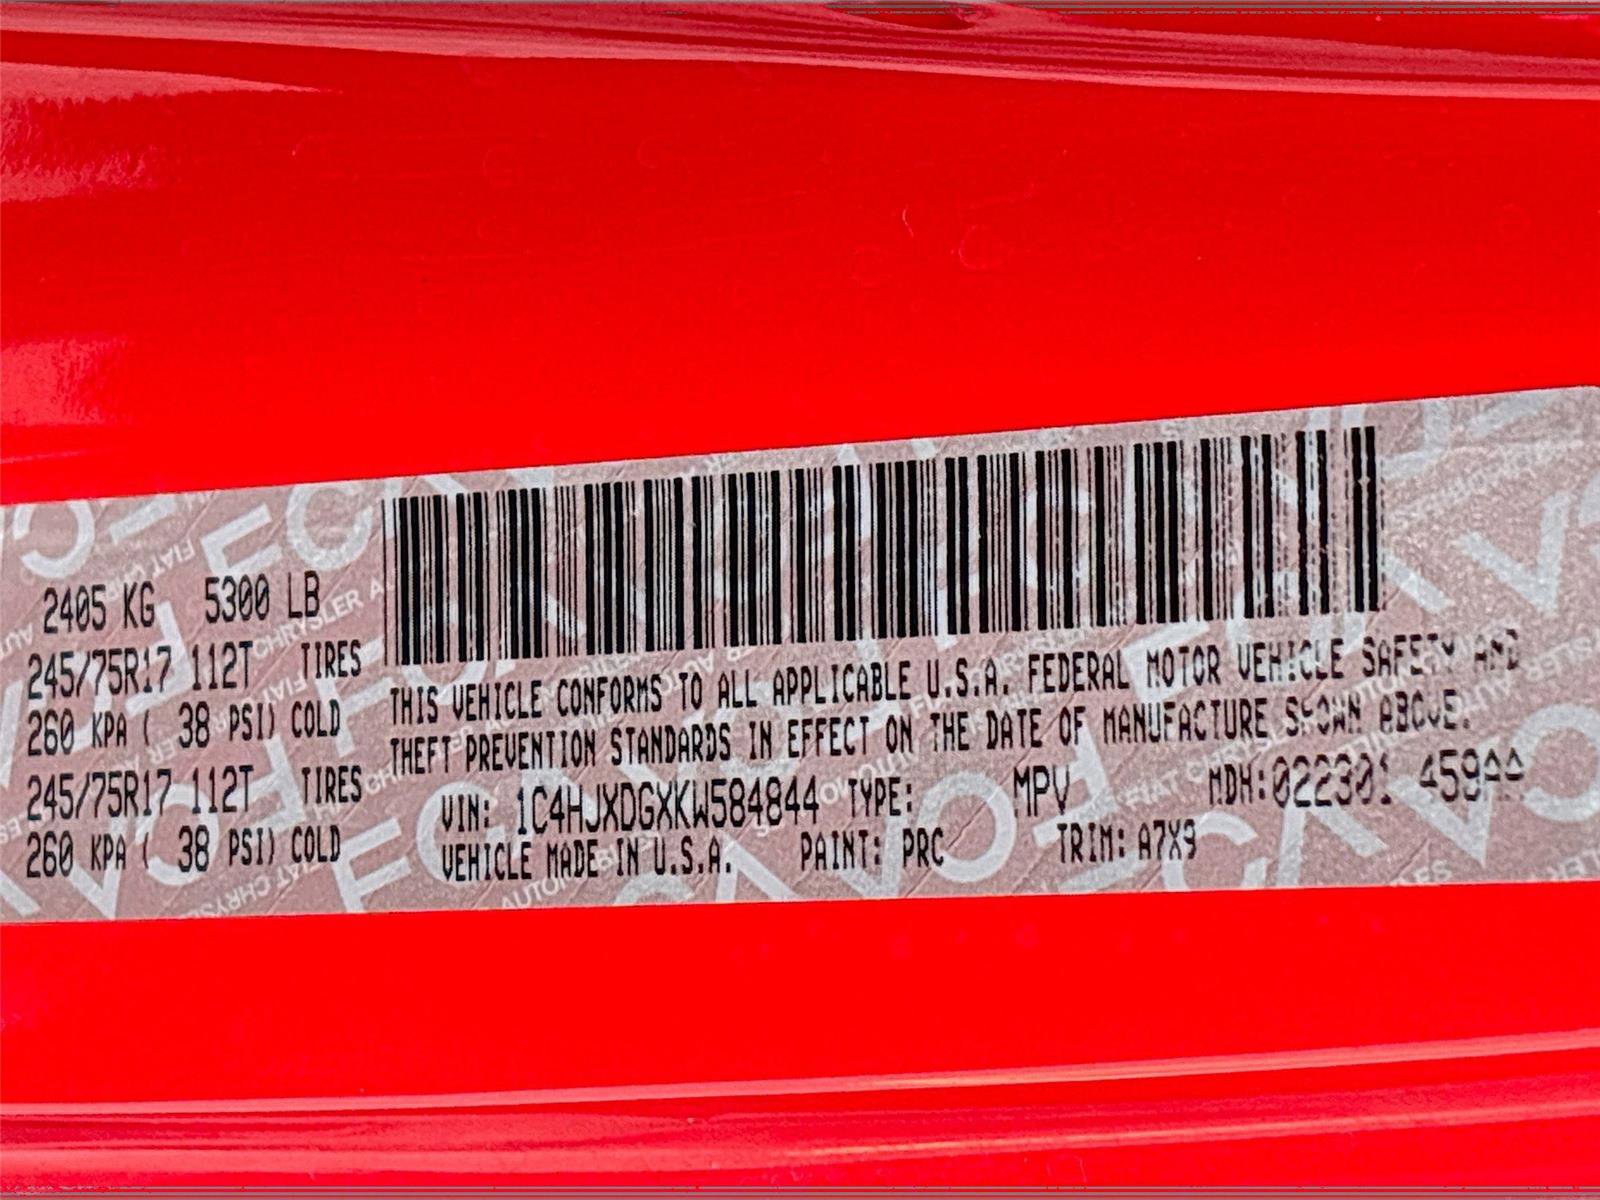 2405 KG 5300 LB
245/75R17 112T TIRES
260 KPA ( 38 PSI) COLD
245/75R17 112T TIRES
260 KPA ( 38 PSI) COLD
THIS VEHICLE CONFORMS TO ALL APPLICABLE U.S.A. FEDERAL MOTOR VEHICLE SAFETY AND
THEFT PREVENTION STANDARDS IN EFFECT ON THE DATE OF MANUFACTURE SHOWN ABOVE.
VIN: 1C4HJXDGXKW584844 TYPE: MPV MDH:022301 459AA
VEHICLE MADE IN U.S.A. PAINT: PRC TRIM: A7X9